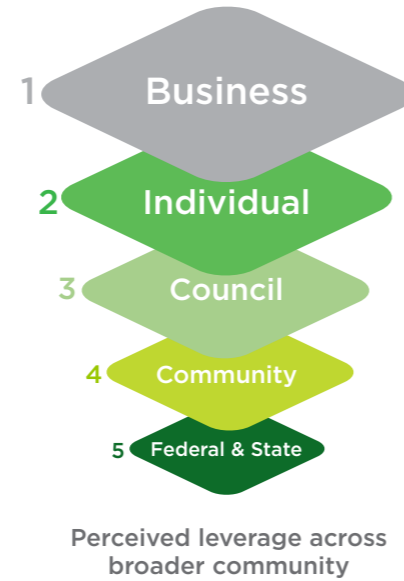 1 Business
2 Individual
3 Council
4 Community
5 Federal & State
Perceived leverage across
broader community